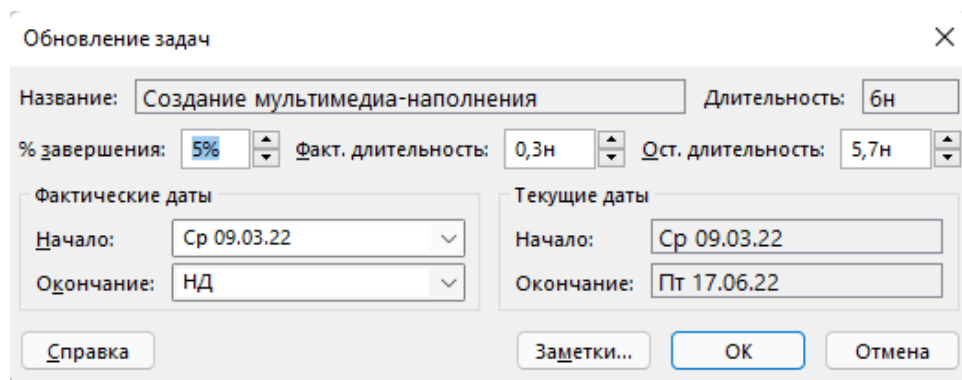 Обновление задач
Название: Создание мультимедиа-наполнения Длительность: 6н
% завершения: 5% Факт. длительность: 0,3н Ост. длительность: 5,7н
Фактические даты Текущие даты
Начало: Ср 09.03.22 Начало: Ср 09.03.22
Окончание: НД Окончание: Пт 17.06.22
Справка Заметки... ОК Отмена